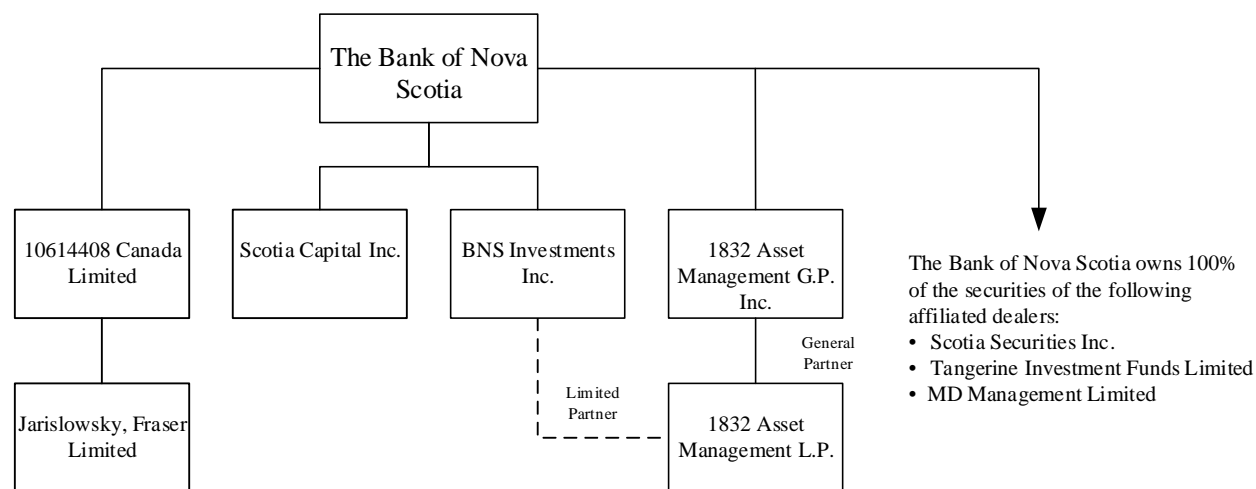 The Bank of Nova
Scotia
10614408 Canada
Limited
Scotia Capital Inc.
BNS Investments
Inc.
1832 Asset
Management G.P.
Inc.
The Bank of Nova Scotia owns 100%
of the securities of the following
affiliated dealers:
• Scotia Securities Inc.
• Tangerine Investment Funds Limited
• MD Management Limited
General
Partner
Limited
Partner
Jarislowsky, Fraser
Limited
1832 Asset
Management L.P.